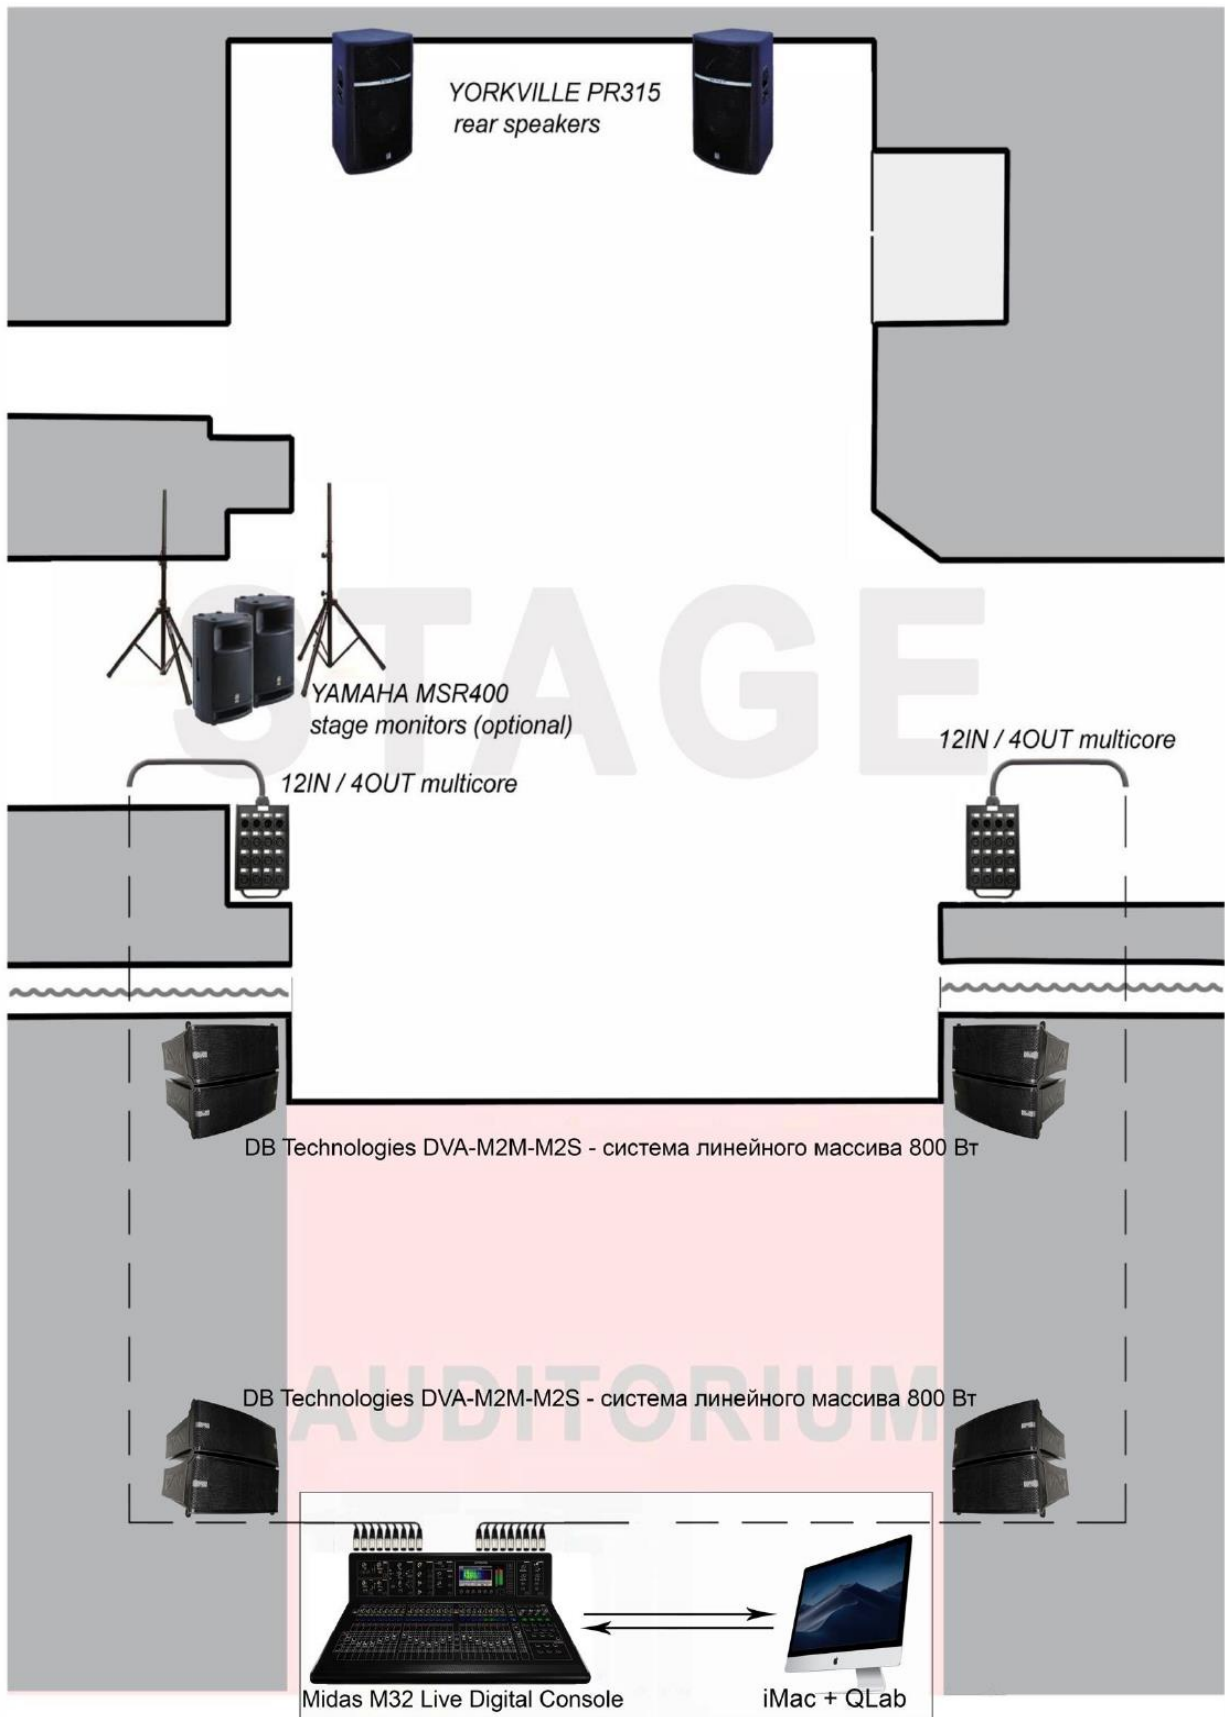 YORKVILLE PR315
rear speakers
STAGE
YAMAHA MSR400
stage monitors (optional)
12IN / 4OUT multicore
12IN / 4OUT multicore
DB Technologies DVA-M2M-M2S - система линейного массива 800 Вт
DB Technologies DVA-M2M-M2S - система линейного массива 800 Вт
AUDITORIUM
Midas M32 Live Digital Console
iMac + QLab